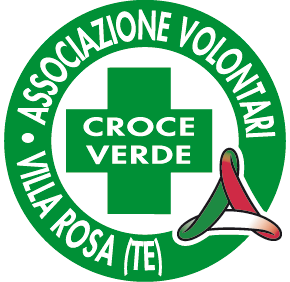 ASSOCIAZIONE VOLONTARI
CROCE
VERDE
VILLA ROSA (TE)